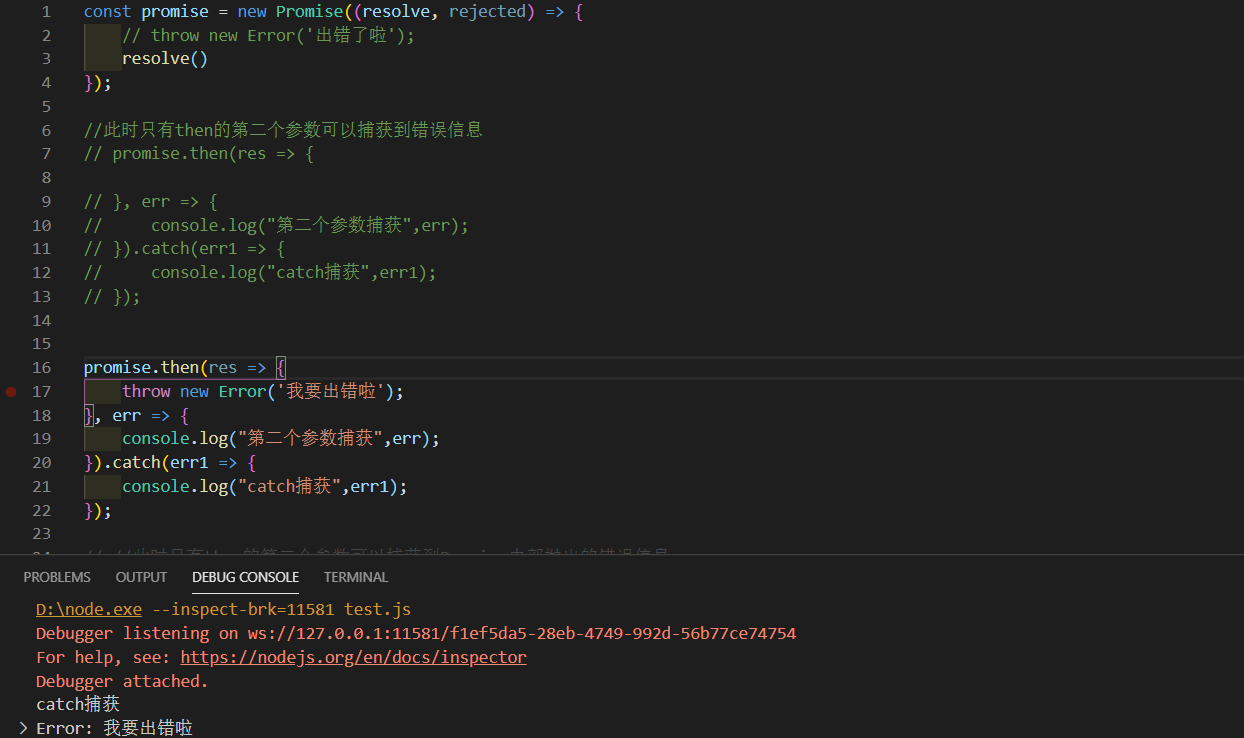 1 const promise = new Promise((resolve, rejected) => {
2 // throw new Error('出错了啦');
3 resolve()
4 });
5
6 //此时只有then的第二个参数可以捕获到错误信息
7 // promise.then(res => {
8
9 // }, err => {
10 //     console.log("第二个参数捕获",err);
11 // }).catch(err1 => {
12 //     console.log("catch捕获",err1);
13 // });
14
15
16 promise.then(res => {
17 throw new Error('我要出错啦');
18 }, err => {
19 console.log("第二个参数捕获",err);
20 }).catch(err1 => {
21 console.log("catch捕获",err1);
22 });
23
PROBLEMS OUTPUT DEBUG CONSOLE TERMINAL
D:\node.exe --inspect-brk=11581 test.js
Debugger listening on ws://127.0.0.1:11581/f1ef5da5-28eb-4749-992d-56b77ce74754
For help, see: https://nodejs.org/en/docs/inspector
Debugger attached.
catch捕获
> Error: 我要出错啦